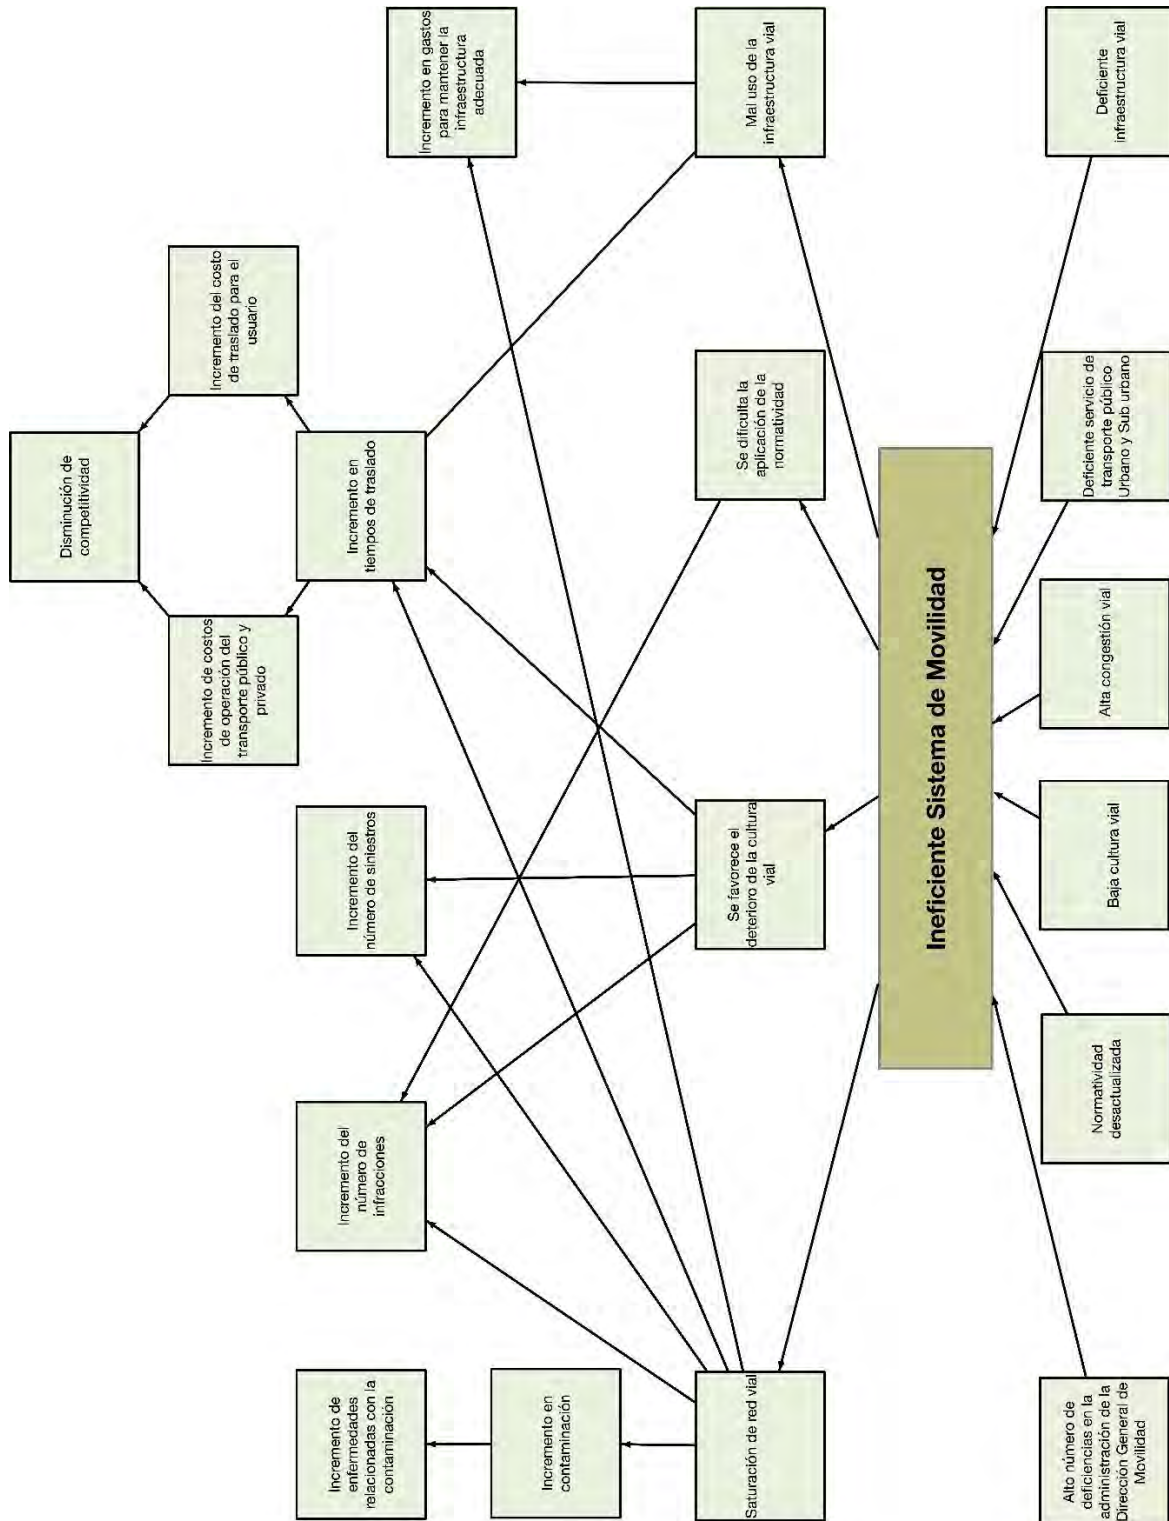 Disminución de
competitividad
Incremento de costos
de operación del
transporte público y
privado
Incremento del costo
de traslado para el
usuario
Incremento de
enfermedades
relacionadas con la
contaminación
Incremento del
número de
infracciones
Incremento del
número de siniestros
Incremento en
tiempos de traslado
Incremento en gastos
para mantener la
infraestructura
adecuada
Incremento en
contaminación
Saturación de red vial
Se favorece el
deterioro de la cultura
vial
Se dificulta la
aplicación de la
normatividad
Mal uso de la
infraestructura vial
Ineficiente Sistema de Movilidad
Alto número de
deficiencias en la
administración de la
Dirección General de
Movilidad
Normatividad
desactualizada
Baja cultura vial
Alta congestión vial
Deficiente servicio de
transporte público
Urbano y Sub urbano
Deficiente
infraestructura vial